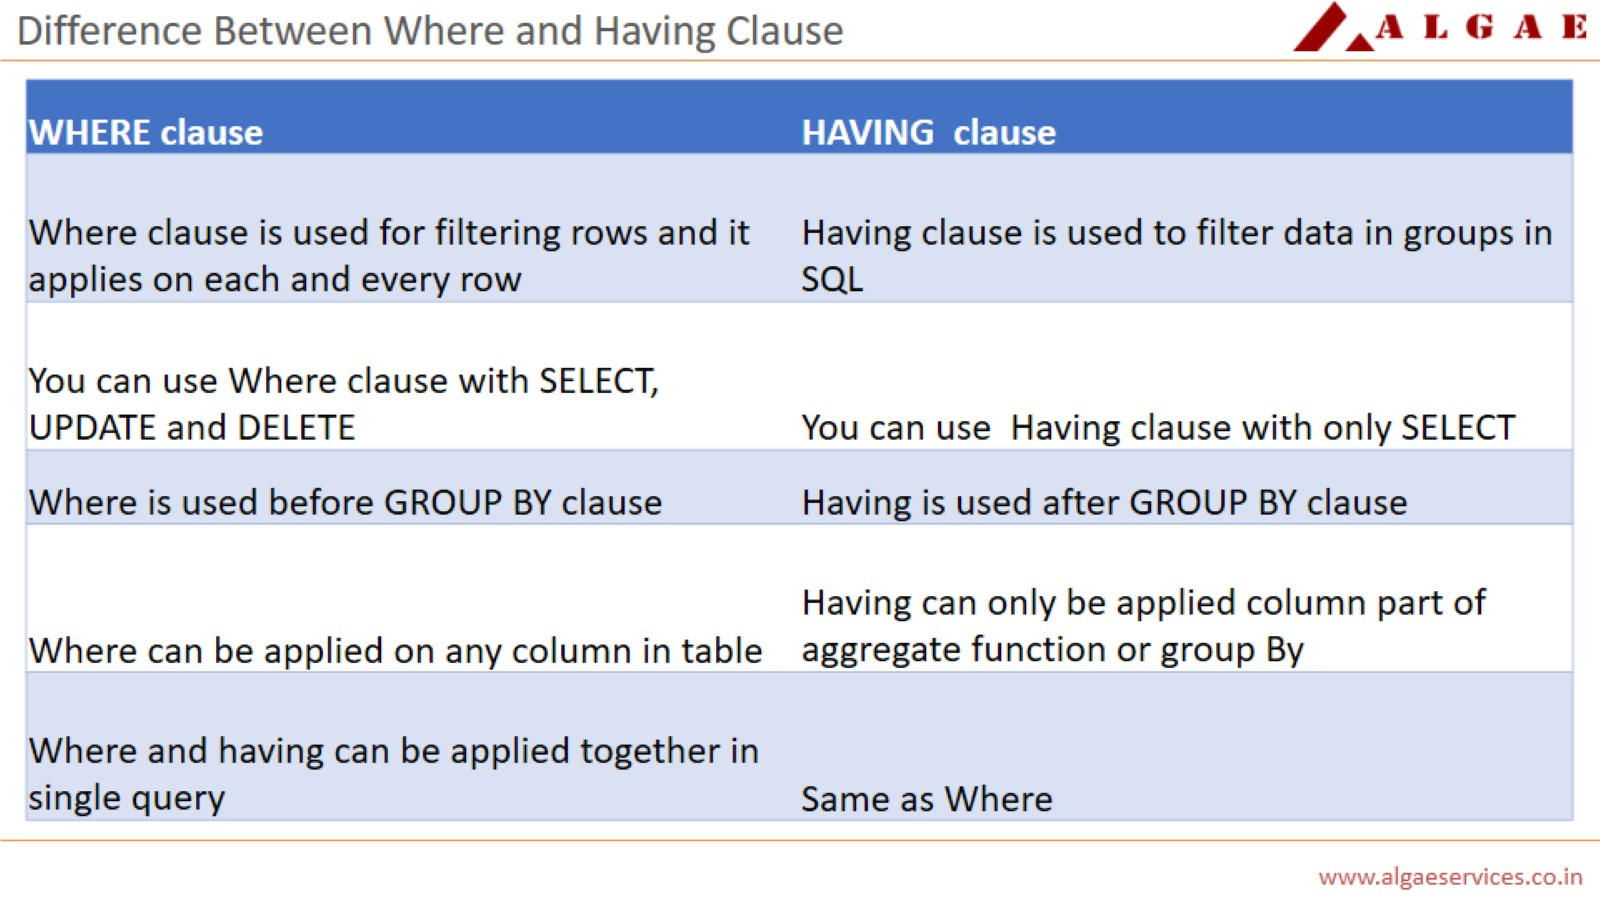 Difference Between Where and Having Clause
ALGAE
WHERE clause
HAVING  clause
Where clause is used for filtering rows and it
applies on each and every row
Having clause is used to filter data in groups in
SQL
You can use Where clause with SELECT,
UPDATE and DELETE
You can use  Having clause with only SELECT
Where is used before GROUP BY clause
Having is used after GROUP BY clause
Where can be applied on any column in table
Having can only be applied column part of
aggregate function or group By
Where and having can be applied together in
single query
Same as Where
www.algaeservices.co.in